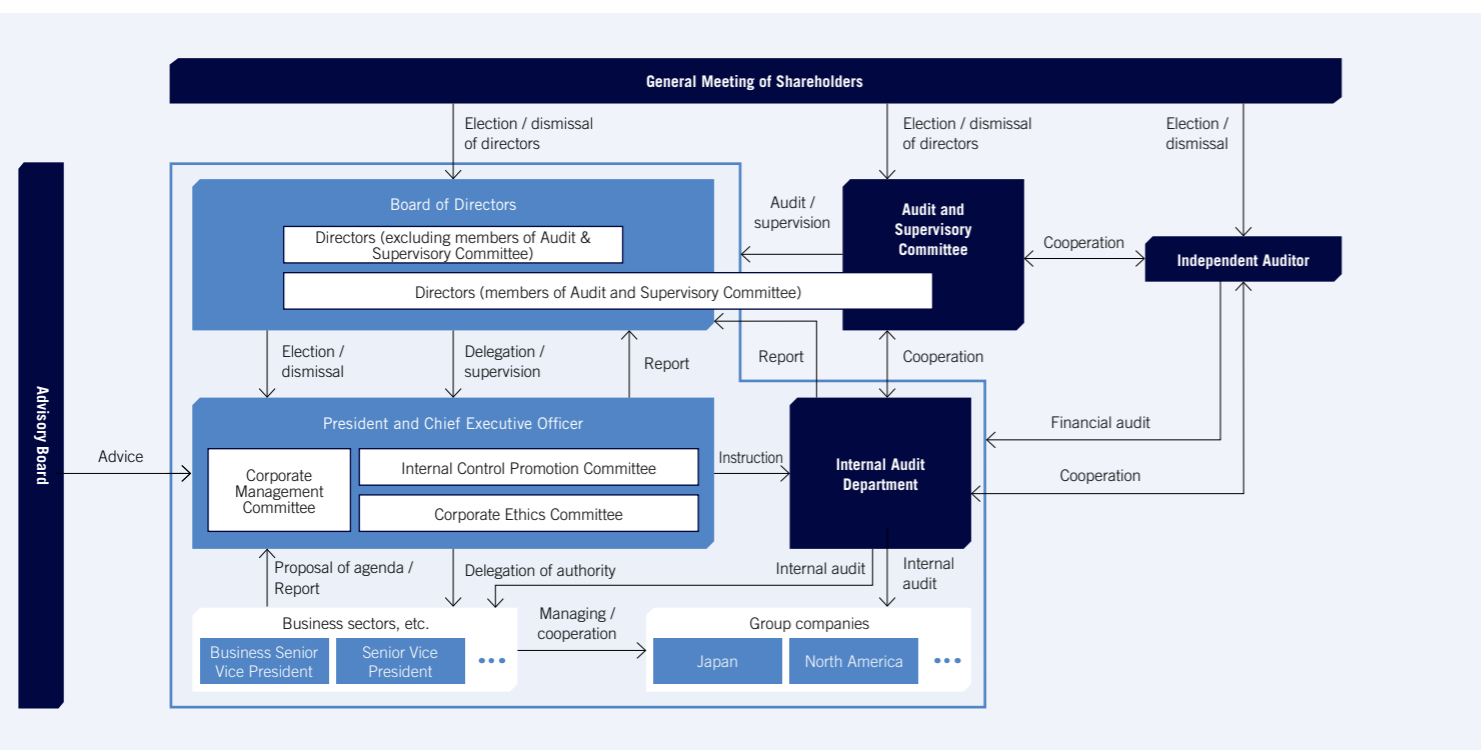 General Meeting of Shareholders
Election / dismissal
of directors
Election / dismissal
of directors
Election /
dismissal
Advisory Board
Board of Directors
Directors (excluding members of Audit &
Supervisory Committee)
Directors (members of Audit and Supervisory Committee)
Audit /
supervision
Audit and
Supervisory
Committee
Cooperation
Independent Auditor
Election /
dismissal
Delegation /
supervision
Report
Report
Cooperation
Advice
President and Chief Executive Officer
Corporate
Management
Committee
Internal Control Promotion Committee
Corporate Ethics Committee
Instruction
Internal Audit
Department
Financial audit
Cooperation
Proposal of agenda /
Report
Delegation of authority
Internal audit
Internal
audit
Business sectors, etc.
Business Senior
Vice President
Senior Vice
President
•••
Managing /
cooperation
Group companies
Japan
North America
•••